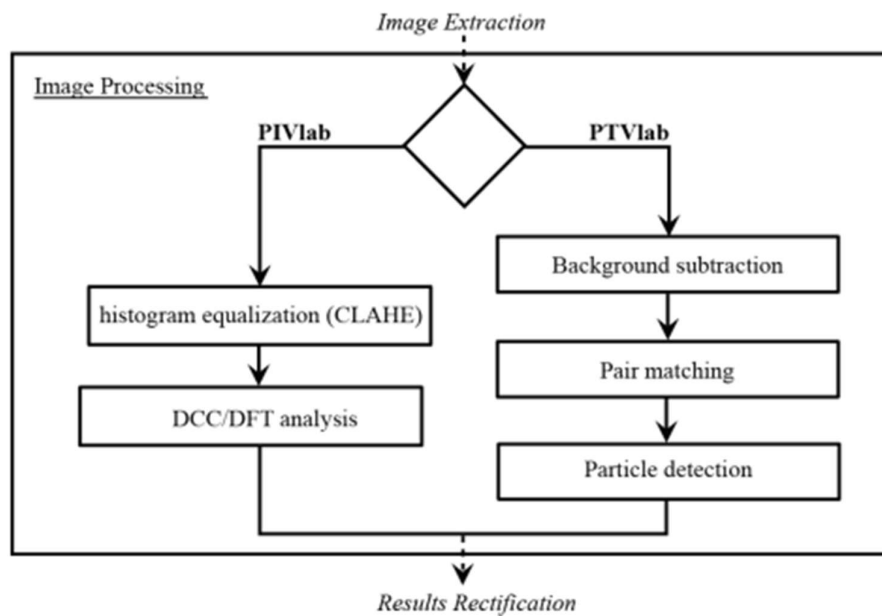 Image Extraction
Image Processing
PIVlab
PTVlab
histogram equalization (CLAHE)
DCC/DFT analysis
Background subtraction
Pair matching
Particle detection
Results Rectification